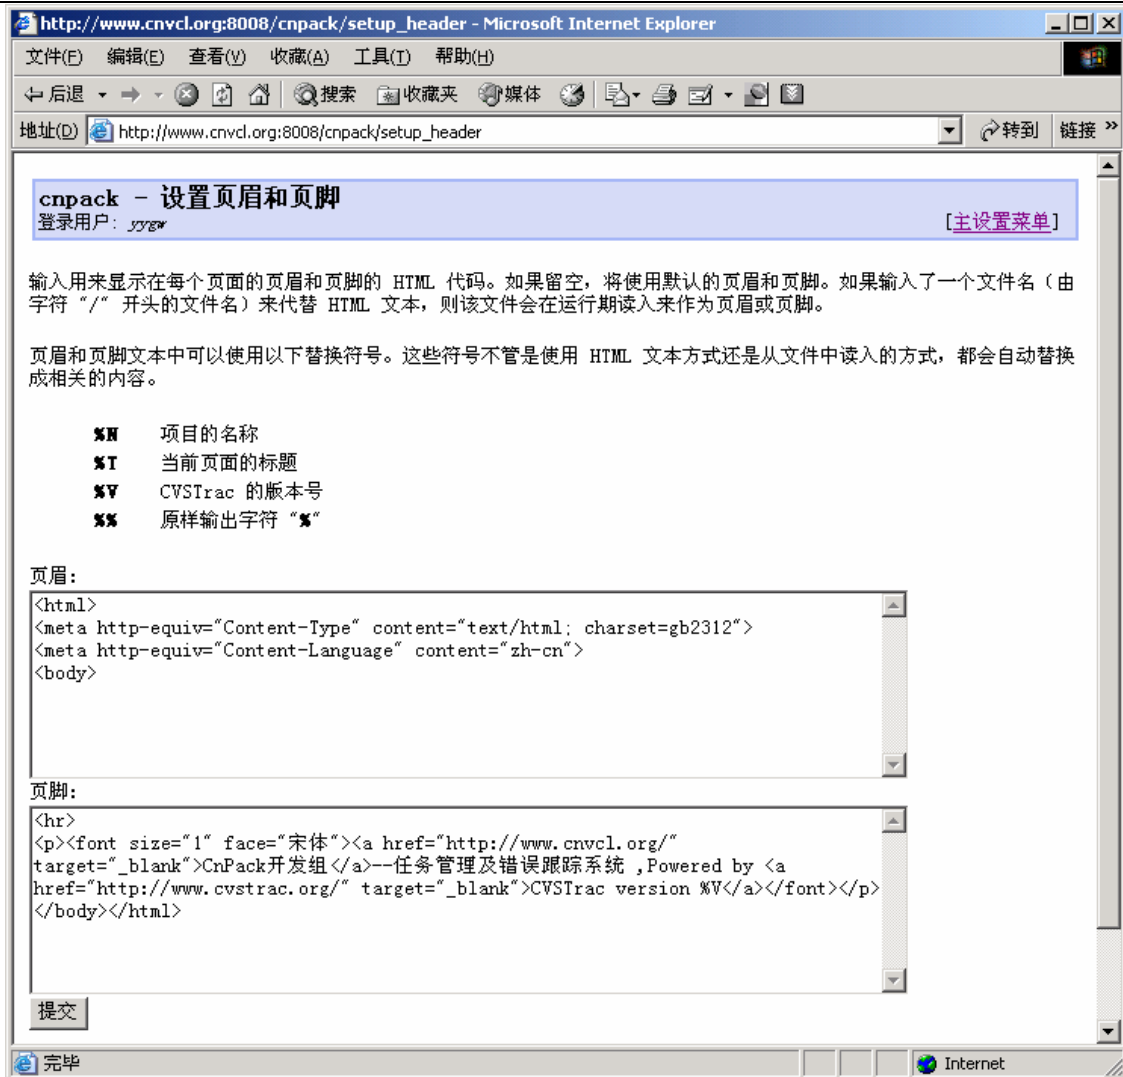 http://www.cnvcl.org:8008/cnpack/setup_header - Microsoft Internet Explorer
文件(F) 编辑(E) 查看(V) 收藏(A) 工具(T) 帮助(H)
后退 搜索 收藏夹 媒体
地址(D) http://www.cnvcl.org:8008/cnpack/setup_header 转到 链接 »
cnpack - 设置页眉和页脚
登录用户: yygw [主设置菜单]
输入用来显示在每个页面的页眉和页脚的 HTML 代码。如果留空，将使用默认的页眉和页脚。如果输入了一个文件名（由
字符 "/" 开头的文件名）来代替 HTML 文本，则该文件会在运行期读入来作为页眉或页脚。
页眉和页脚文本中可以使用以下替换符号。这些符号不管是使用 HTML 文本方式还是从文件中读入的方式，都会自动替换
成相关的内容。
%N 项目的名称
%T 当前页面的标题
%V CVSTrac 的版本号
%% 原样输出字符 "%"
页眉:
<html>
<meta http-equiv="Content-Type" content="text/html; charset=gb2312">
<meta http-equiv="Content-Language" content="zh-cn">
<body>
页脚:
<hr>
<p><font size="1" face="宋体"><a href="http://www.cnvcl.org/"
target="_blank">CnPack开发组</a>--任务管理及错误跟踪系统 ,Powered by <a
href="http://www.cvstrac.org/" target="_blank">CVSTrac version %V</a></font></p>
</body></html>
提交
完毕 Internet